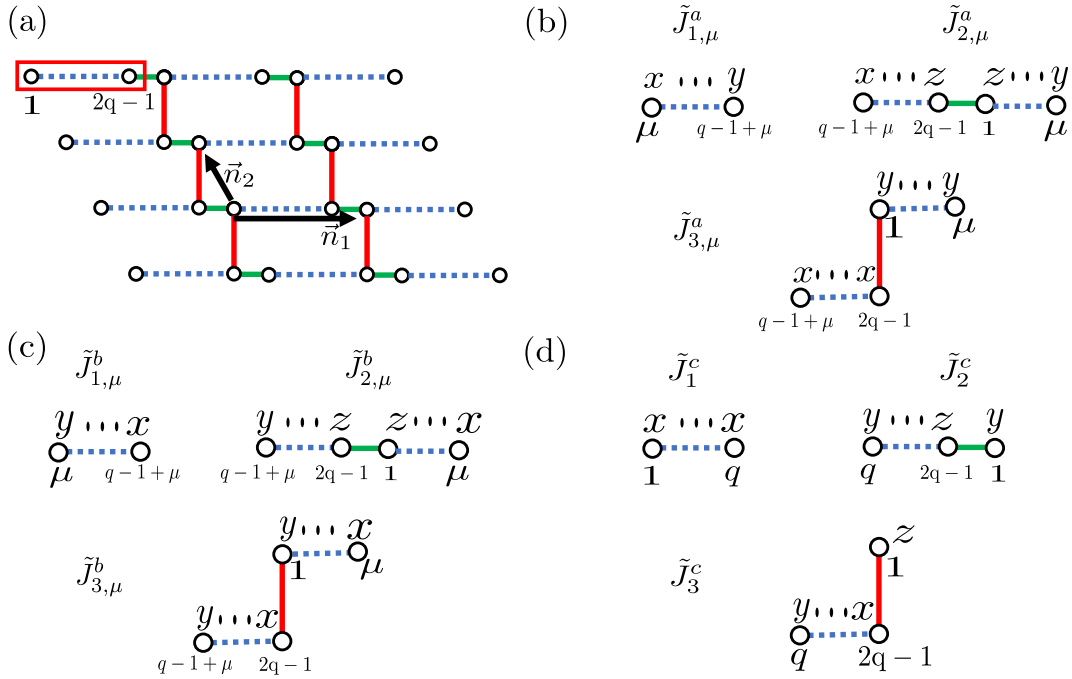 (a)
1
2q − 1
n⃗₂
n⃗₁
(b)
J̃ᵃ₁,μ
J̃ᵃ₂,μ
x ··· y
x ··· z z ··· y
μ q − 1 + μ
q − 1 + μ 2q − 1 1 μ
J̃ᵃ₃,μ
y ··· y
1 μ
x ··· x
q − 1 + μ 2q − 1
(c)
J̃ᵇ₁,μ
J̃ᵇ₂,μ
y ··· x
y ··· z z ··· x
μ q − 1 + μ
q − 1 + μ 2q − 1 1 μ
J̃ᵇ₃,μ
y ··· x
1 μ
y ··· x
q − 1 + μ 2q − 1
(d)
J̃ᶜ₁
J̃ᶜ₂
x ··· x
y ··· z y
1 q
q 2q − 1 1
J̃ᶜ₃
z
1
y ··· x
q 2q − 1